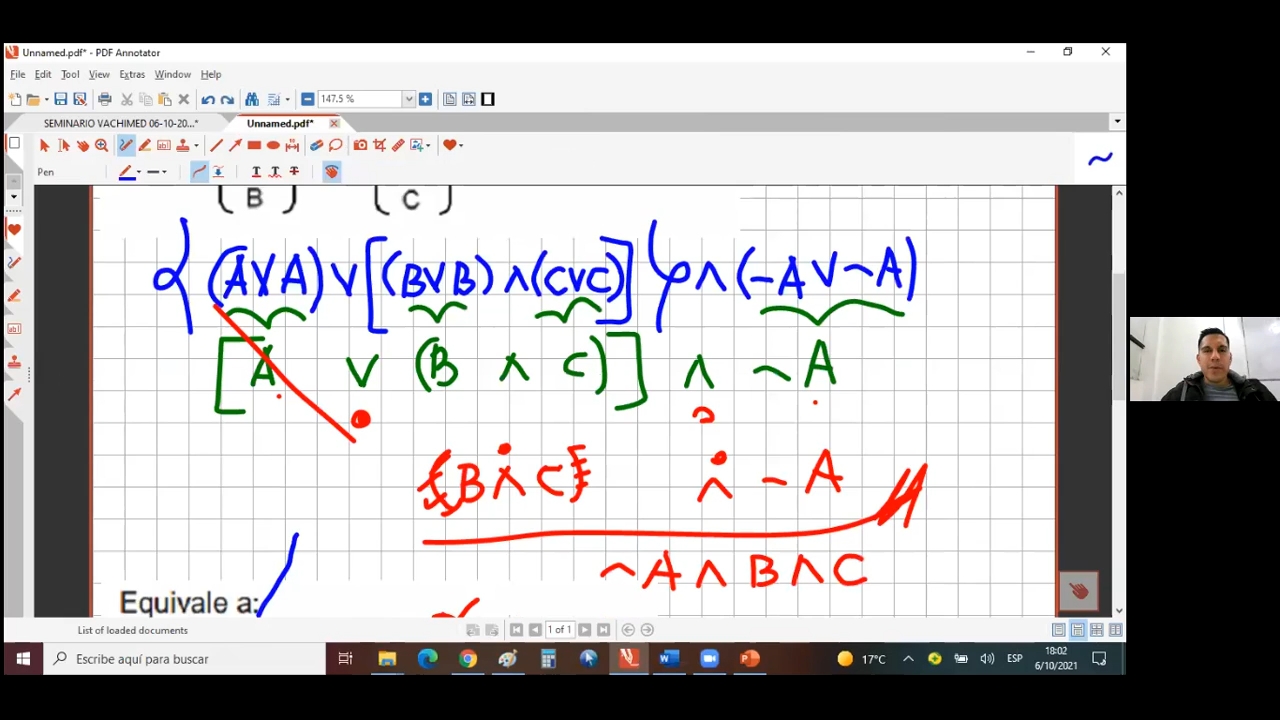 Unnamed.pdf* - PDF Annotator
File Edit Tool View Extras Window Help
147.5 %
SEMINARIO VACHIMED 06-10-20...* Unnamed.pdf*
Pen
~
[B] [C]
{(A∨A)∨[(B∨B)∧(C∨C)]}∧(-A∨~A)
[A ∨ (B ∧ C)] ∧ ~A
{B∧C} ∧ ~A
~A∧B∧C
Equivale a:
List of loaded documents
1 of 1
Escribe aquí para buscar
17°C
ESP
18:02
6/10/2021